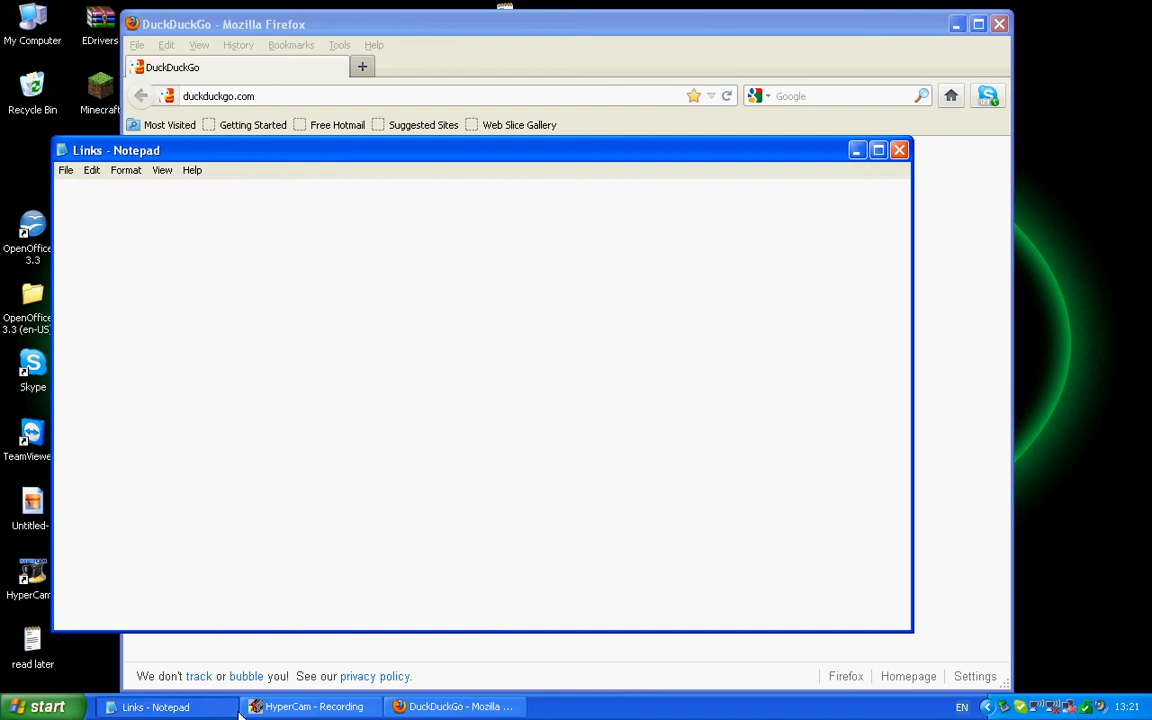 My Computer
EDrivers
Recycle Bin
Minecraft
OpenOffice
3.3
OpenOffice
3.3 (en-US
Skype
TeamViewe
Untitled-
HyperCam
read later
DuckDuckGo - Mozilla Firefox
File Edit View History Bookmarks Tools Help
DuckDuckGo
duckduckgo.com
Google
Most Visited Getting Started Free Hotmail Suggested Sites Web Slice Gallery
Links - Notepad
File Edit Format View Help
We don't track or bubble you! See our privacy policy.
Firefox Homepage Settings
start
Links - Notepad
HyperCam - Recording
DuckDuckGo - Mozilla ...
EN
13:21